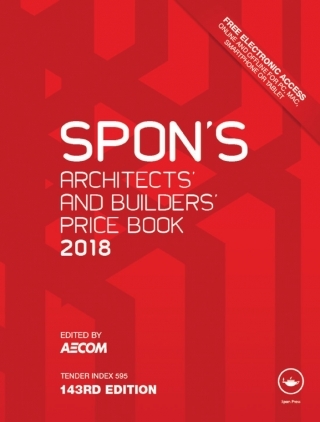 FREE ELECTRONIC ACCESS
ONLINE AND OFFLINE FOR PC, MAC,
SMARTPHONE OR TABLET
SPON'S
ARCHITECTS'
AND BUILDERS'
PRICE BOOK
2018
EDITED BY
AECOM
TENDER INDEX 595
143RD EDITION
Spon Press